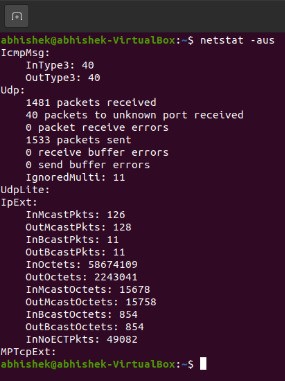 abhishek@abhishek-VirtualBox:~$ netstat -aus
IcmpMsg:
    InType3: 40
    OutType3: 40
Udp:
    1481 packets received
    40 packets to unknown port received
    0 packet receive errors
    1533 packets sent
    0 receive buffer errors
    0 send buffer errors
    IgnoredMulti: 11
UdpLite:
IpExt:
    InMcastPkts: 126
    OutMcastPkts: 128
    InBcastPkts: 11
    OutBcastPkts: 11
    InOctets: 58674109
    OutOctets: 2243041
    InMcastOctets: 15678
    OutMcastOctets: 15758
    InBcastOctets: 854
    OutBcastOctets: 854
    InNoECTPkts: 49082
MPTcpExt:
abhishek@abhishek-VirtualBox:~$